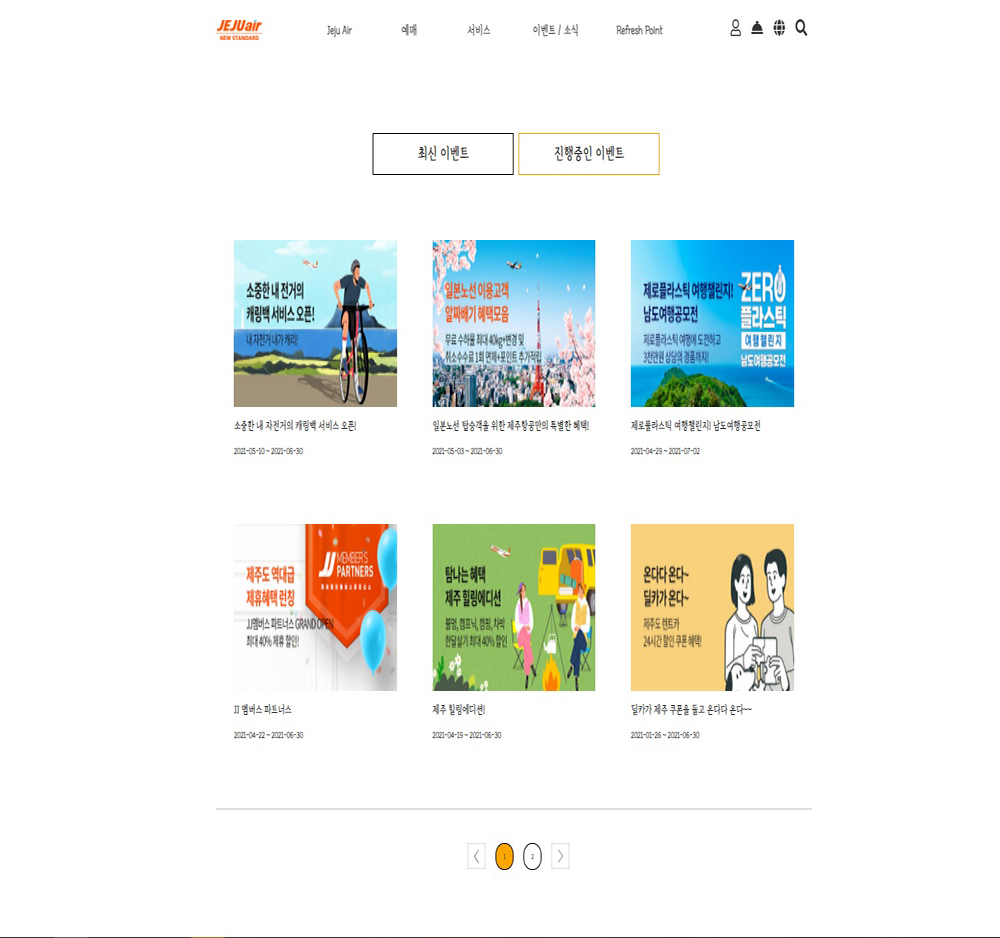 JEJUair
NEW STANDARD
Jeju Air
예매
서비스
이벤트 / 소식
Refresh Point
최신 이벤트
진행중인 이벤트
소중한 내 전거의
캐링백 서비스 오픈!
내 자전거 내가 캐리!
일본노선 이용고객
알짜배기 혜택모음
무료 수하물 최대 40kg+변경 및
취소수수료 1회 면제+포인트 추가적립
제로플라스틱 여행챌린지!
남도여행공모전
제로플라스틱 여행에 도전하고
3천만원 상당의 경품까지!
ZERO
플라스틱
여행챌린지
남도여행공모전
소중한 내 자전거의 캐링백 서비스 오픈!
일본노선 탑승객을 위한 제주항공만의 특별한 혜택!
제로플라스틱 여행챌린지! 남도여행공모전
2021-05-10 ~ 2021-06-30
2021-05-03 ~ 2021-06-30
2021-04-29 ~ 2021-07-02
제주도 역대급
제휴혜택 런칭
JJ멤버스 파트너스 GRAND OPEN
최대 40% 제휴 할인!
JJ MEMBER'S
PARTNERS
탐나는 혜택
제주 힐링에디션
불멍, 캠프닉, 캠핑, 차박
한달살기 최대 40% 할인
온다다 온다~
딜카가 온다~
제주도 렌트카
24시간 할인 쿠폰 혜택!
JJ 멤버스 파트너스
제주 힐링에디션!
딜카가 제주 쿠폰을 들고 온다다 온다~~
2021-04-22 ~ 2021-06-30
2021-04-19 ~ 2021-06-30
2021-01-26 ~ 2021-06-30
1
2